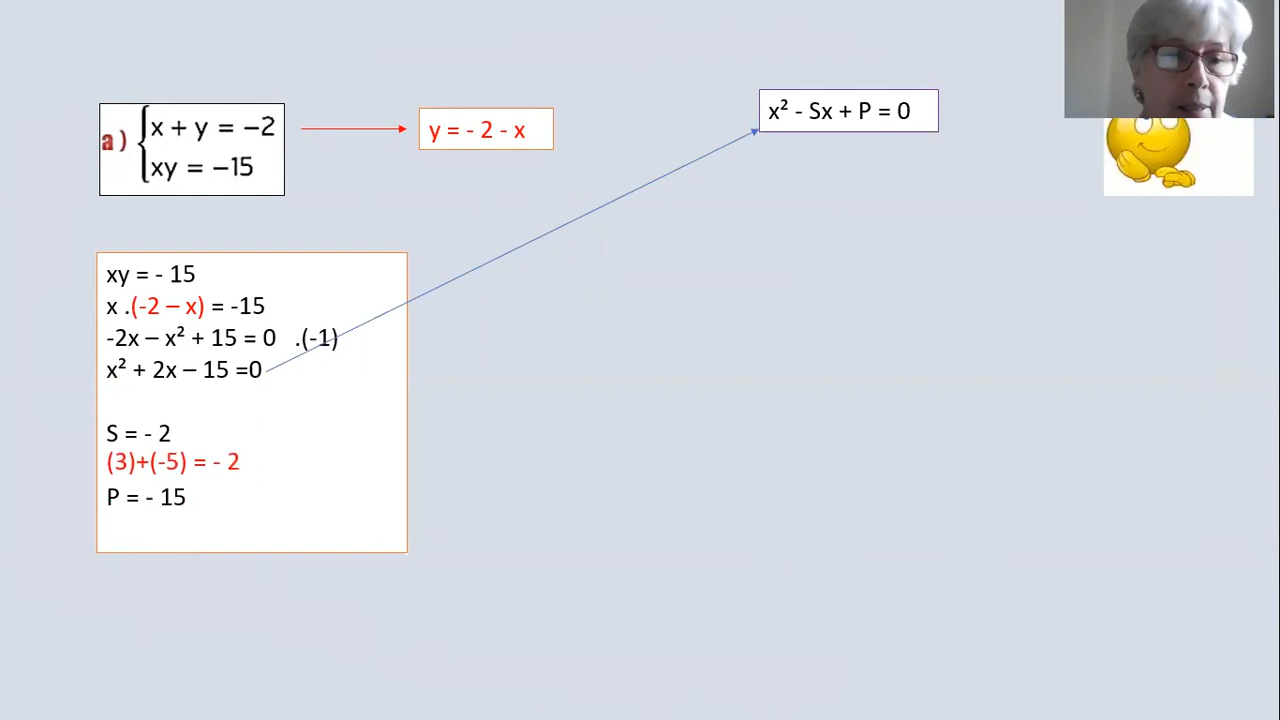 a) x + y = −2
xy = −15
y = - 2 - x
x² - Sx + P = 0
xy = - 15
x .(-2 – x) = -15
-2x – x² + 15 = 0 .(-1)
x² + 2x – 15 =0
S = - 2
(3)+(-5) = - 2
P = - 15